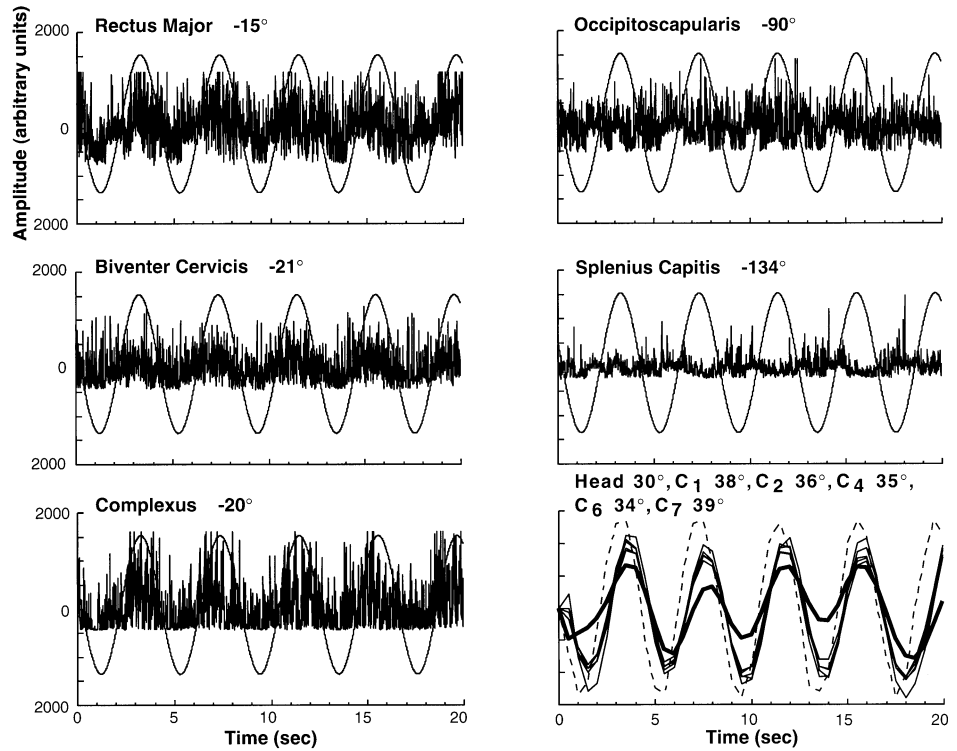 Rectus Major -15°
Occipitoscapularis -90°
Amplitude (arbitrary units)
2000
0
2000
Biventer Cervicis -21°
Splenius Capitis -134°
2000
0
2000
Complexus -20°
Head 30°, C1 38°, C2 36°, C4 35°,
C6 34°, C7 39°
2000
0
2000
0 5 10 15 20
0 5 10 15 20
Time (sec)
Time (sec)